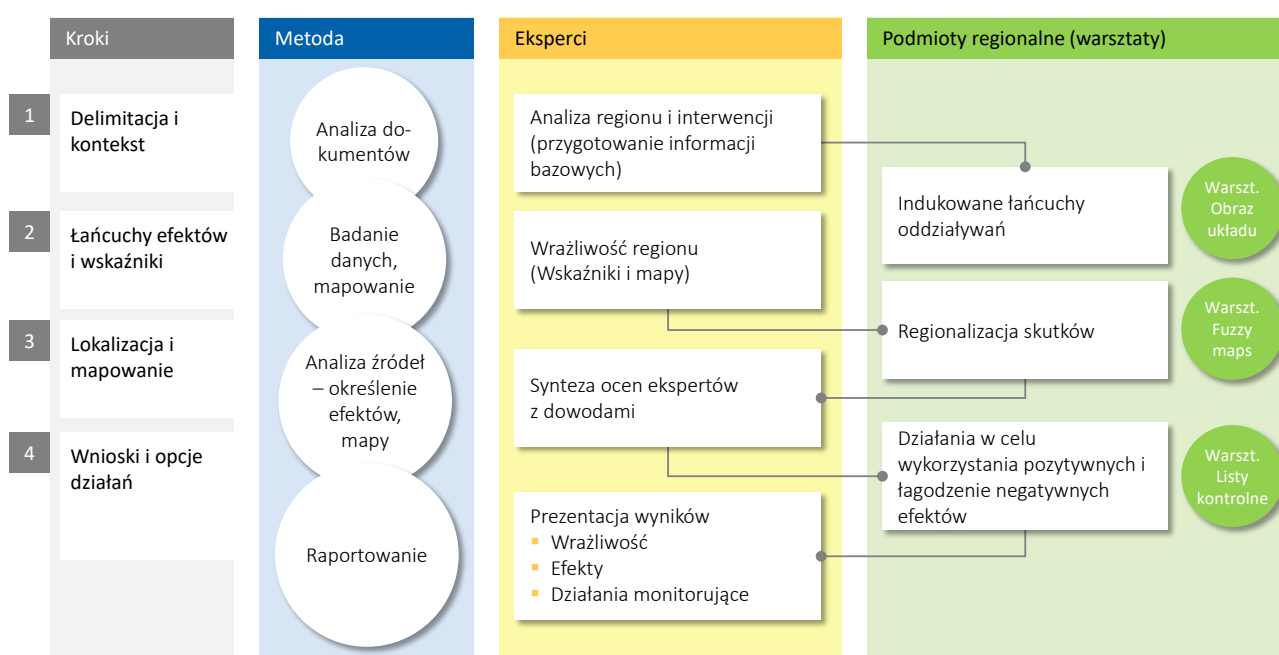 Kroki
Metoda
Eksperci
Podmioty regionalne (warsztaty)
1
Delimitacja i
kontekst
2
Łańcuchy efektów
i wskaźniki
3
Lokalizacja i
mapowanie
4
Wnioski i opcje
działań
Analiza do-
kumentów
Badanie
danych,
mapowanie
Analiza źródeł
– określenie
efektów,
mapy
Raportowanie
Analiza regionu i interwencji
(przygotowanie informacji
bazowych)
Wrażliwość regionu
(Wskaźniki i mapy)
Synteza ocen ekspertów
z dowodami
Prezentacja wyników
Wrażliwość
Efekty
Działania monitorujące
Indukowane łańcuchy
oddziaływań
Regionalizacja skutków
Działania w celu
wykorzystania pozytywnych i
łagodzenie negatywnych
efektów
Warszt.
Obraz
układu
Warszt.
Fuzzy
maps
Warszt.
Listy
kontrolne